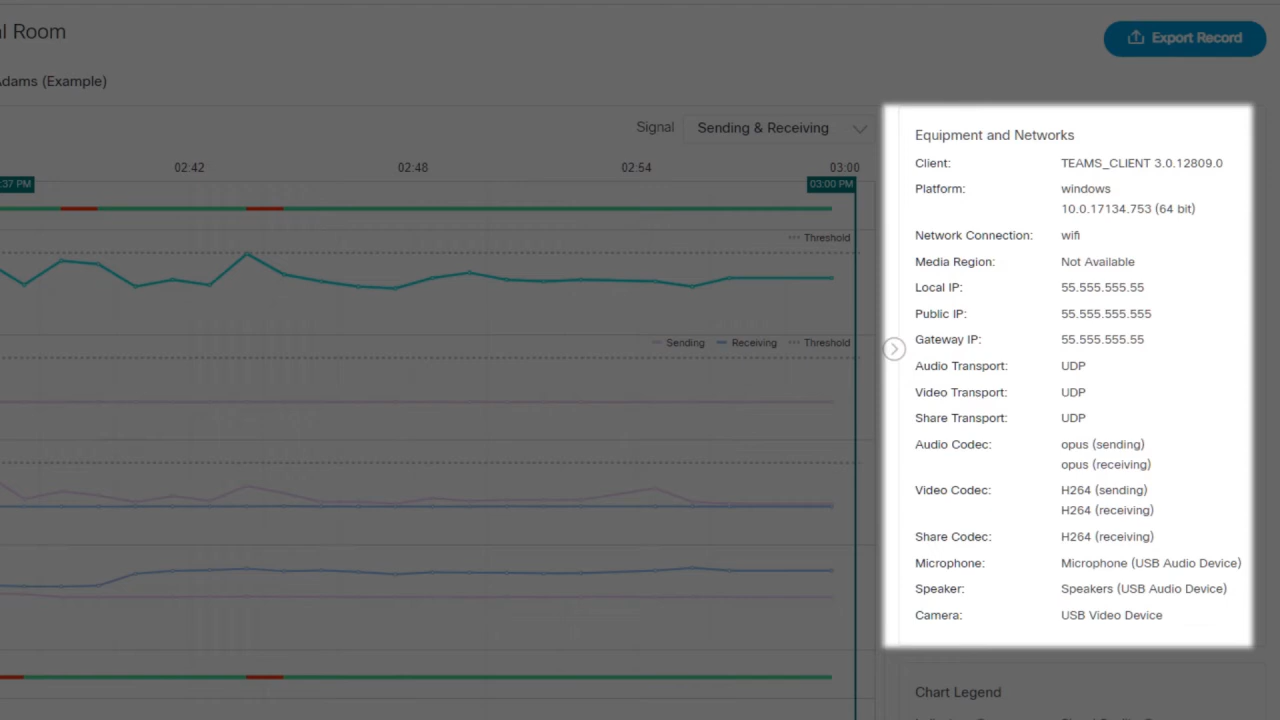 l Room
Export Record
Adams (Example)
Signal
Sending & Receiving
02:42
02:48
02:54
03:00
:37 PM
03:00 PM
Threshold
Sending
Receiving
Threshold
Equipment and Networks
Client: TEAMS_CLIENT 3.0.12809.0
Platform: windows
10.0.17134.753 (64 bit)
Network Connection: wifi
Media Region: Not Available
Local IP: 55.555.555.55
Public IP: 55.555.555.555
Gateway IP: 55.555.555.55
Audio Transport: UDP
Video Transport: UDP
Share Transport: UDP
Audio Codec: opus (sending)
opus (receiving)
Video Codec: H264 (sending)
H264 (receiving)
Share Codec: H264 (receiving)
Microphone: Microphone (USB Audio Device)
Speaker: Speakers (USB Audio Device)
Camera: USB Video Device
Chart Legend